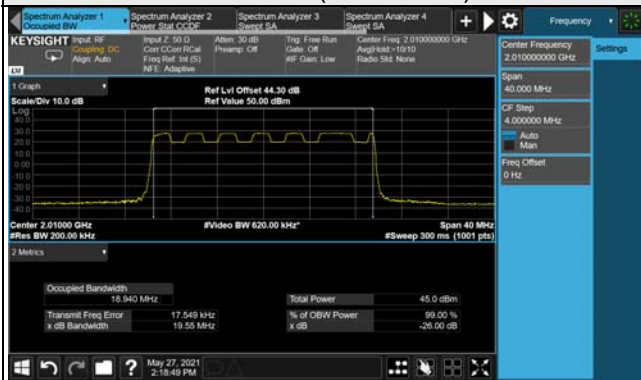 Spectrum Analyzer 1
Occupied BW
Spectrum Analyzer 2
Power Stat CCDF
Spectrum Analyzer 3
Swept SA
Spectrum Analyzer 4
Swept SA
Frequency
KEYSIGHT
Input: RF
Coupling: DC
Align: Auto
Input Z: 50 Ω
Corr CCorr RCal
Freq Ref: Int (S)
NFE: Adaptive
Atten: 30 dB
Preamp: Off
Trig: Free Run
Gate: Off
#IF Gain: Low
Center Freq: 2.010000000 GHz
Avg|Hold:>10/10
Radio Std: None
Center Frequency
2.010000000 GHz
Settings
Span
40.000 MHz
CF Step
4.000000 MHz
Auto
Man
Freq Offset
0 Hz
1 Graph
Scale/Div 10.0 dB
Ref Lvl Offset 44.30 dB
Ref Value 50.00 dBm
Log
40.0
30.0
20.0
10.0
0.00
-10.0
-20.0
-30.0
-40.0
Center 2.01000 GHz
#Res BW 200.00 kHz
#Video BW 620.00 kHz*
Span 40 MHz
#Sweep 300 ms (1001 pts)
2 Metrics
Occupied Bandwidth
16.940 MHz
Total Power 45.0 dBm
Transmit Freq Error 17.549 kHz
% of OBW Power 99.00 %
x dB Bandwidth 19.55 MHz
x dB -26.00 dB
May 27, 2021
2:18:49 PM